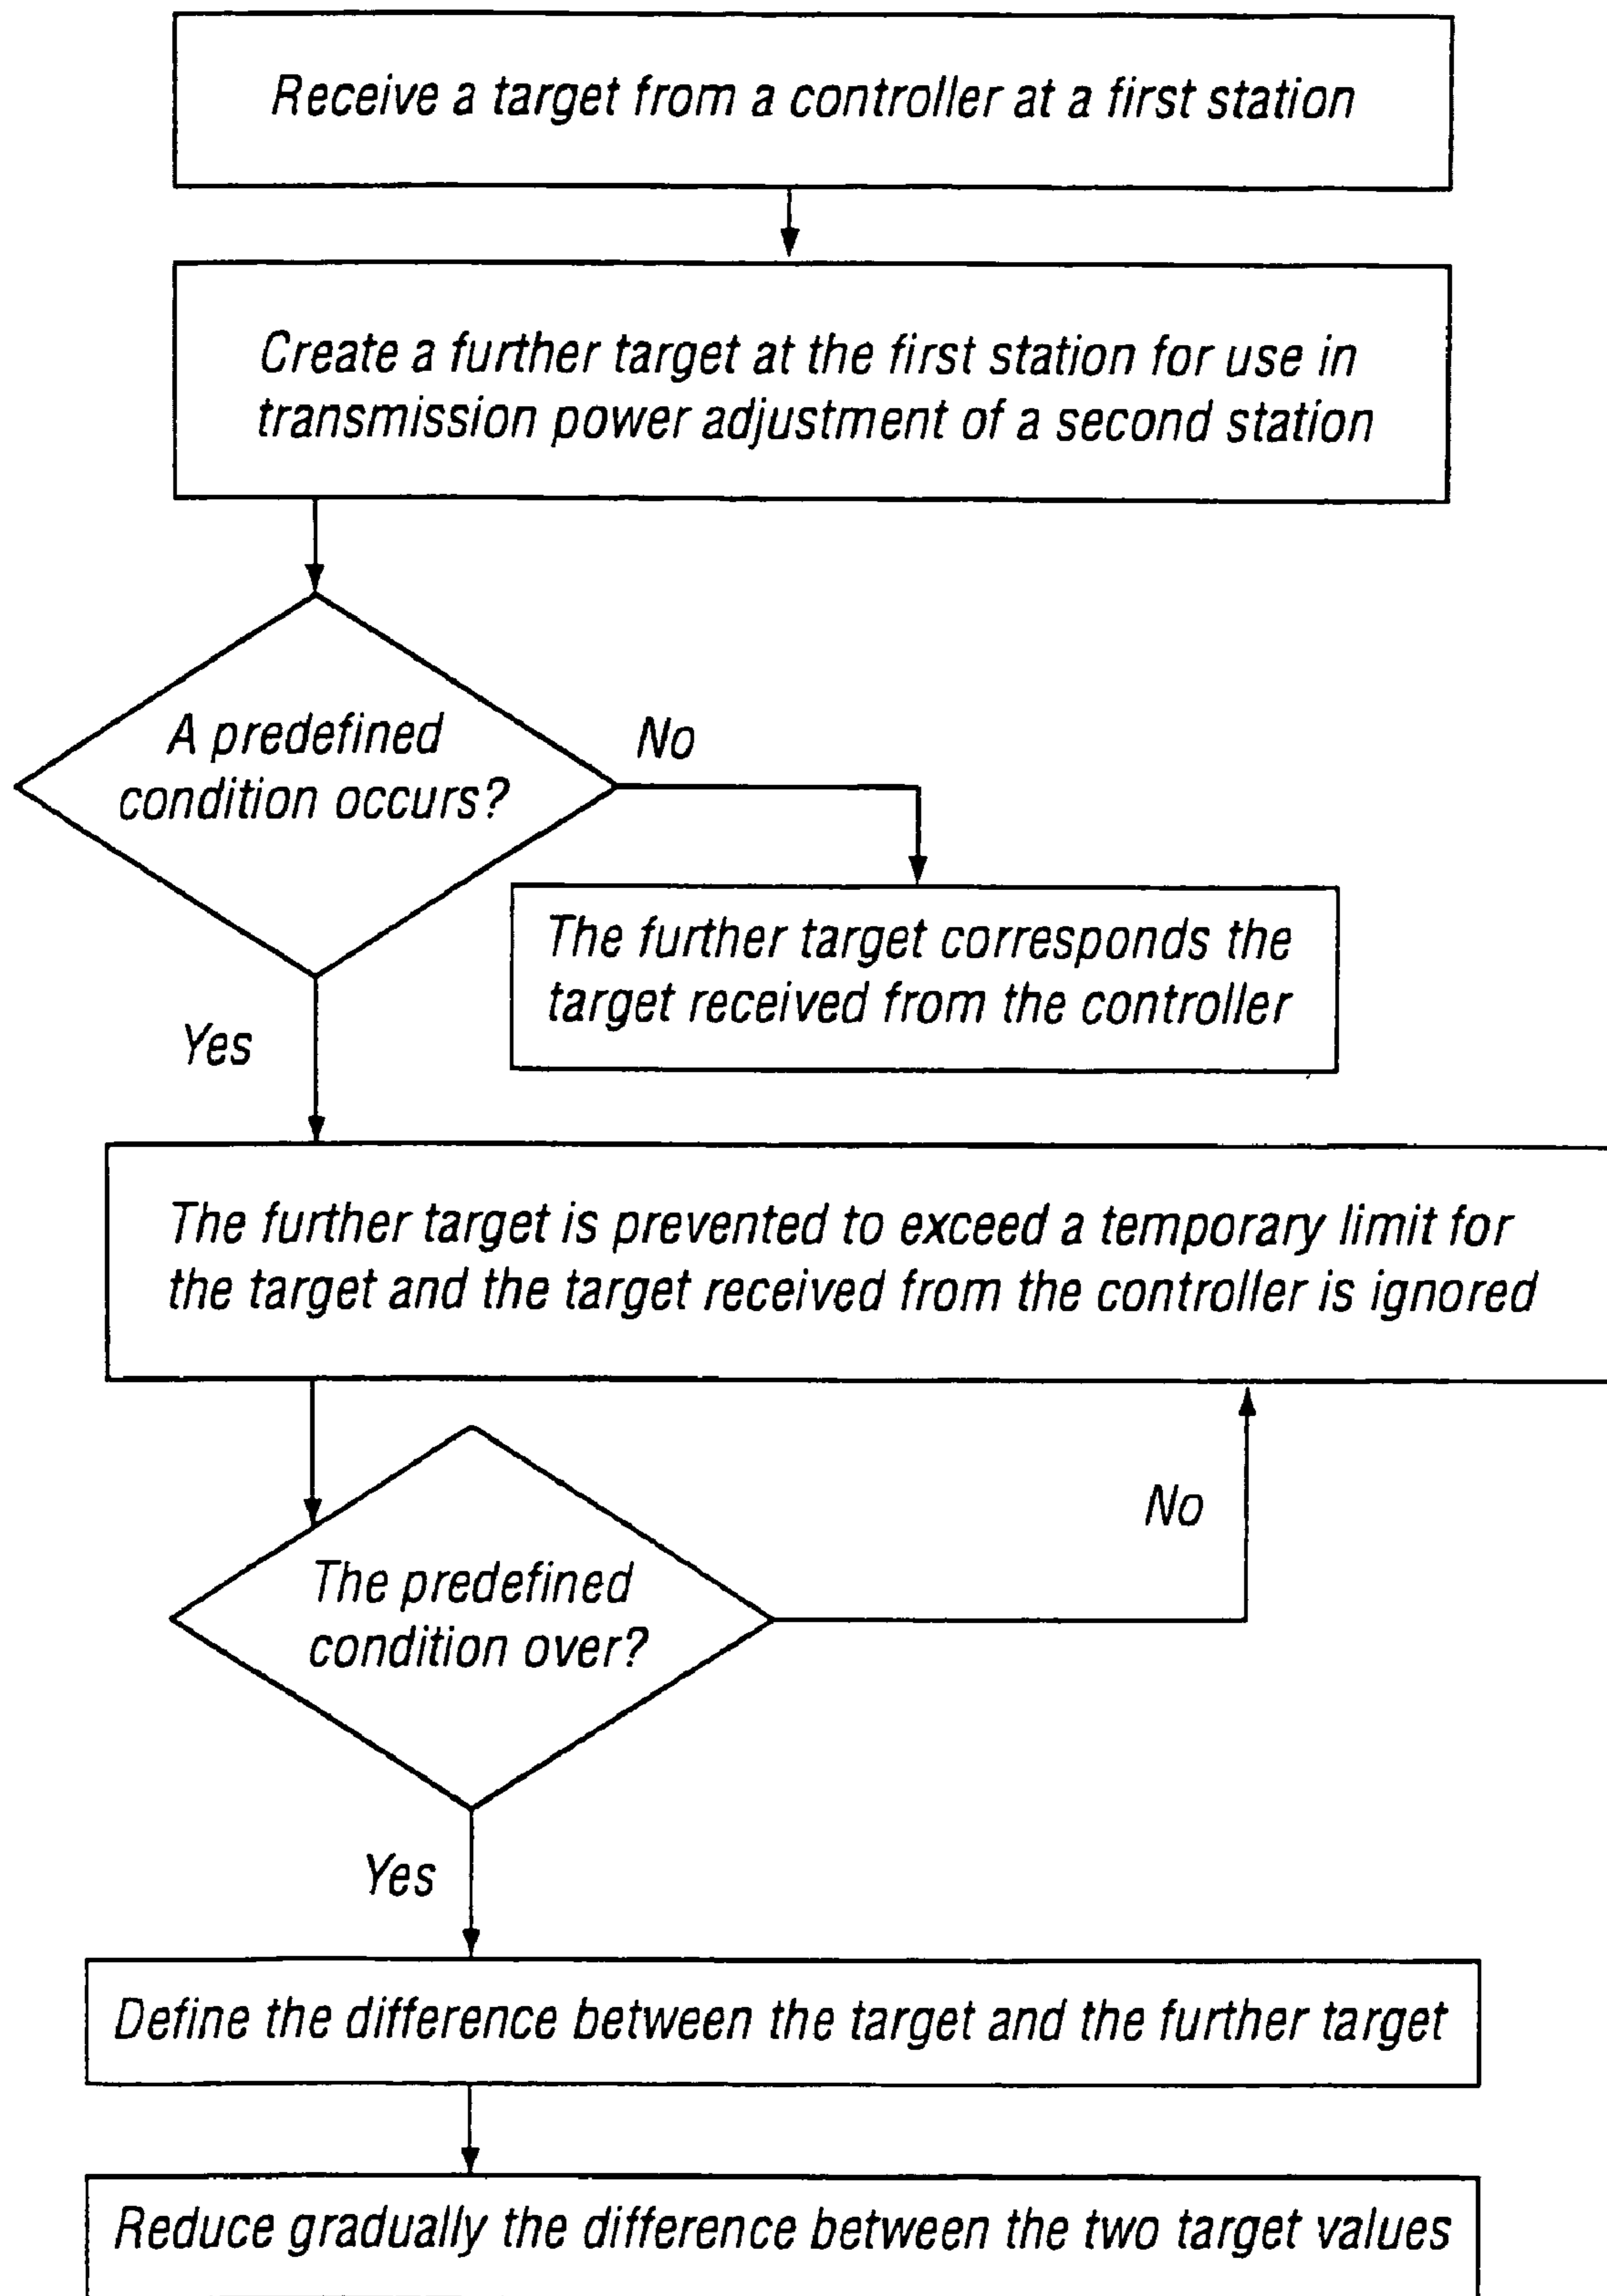 Receive a target from a controller at a first station
Create a further target at the first station for use in
transmission power adjustment of a second station
A predefined
condition occurs?
No
The further target corresponds the
target received from the controller
Yes
The further target is prevented to exceed a temporary limit for
the target and the target received from the controller is ignored
No
The predefined
condition over?
Yes
Define the difference between the target and the further target
Reduce gradually the difference between the two target values